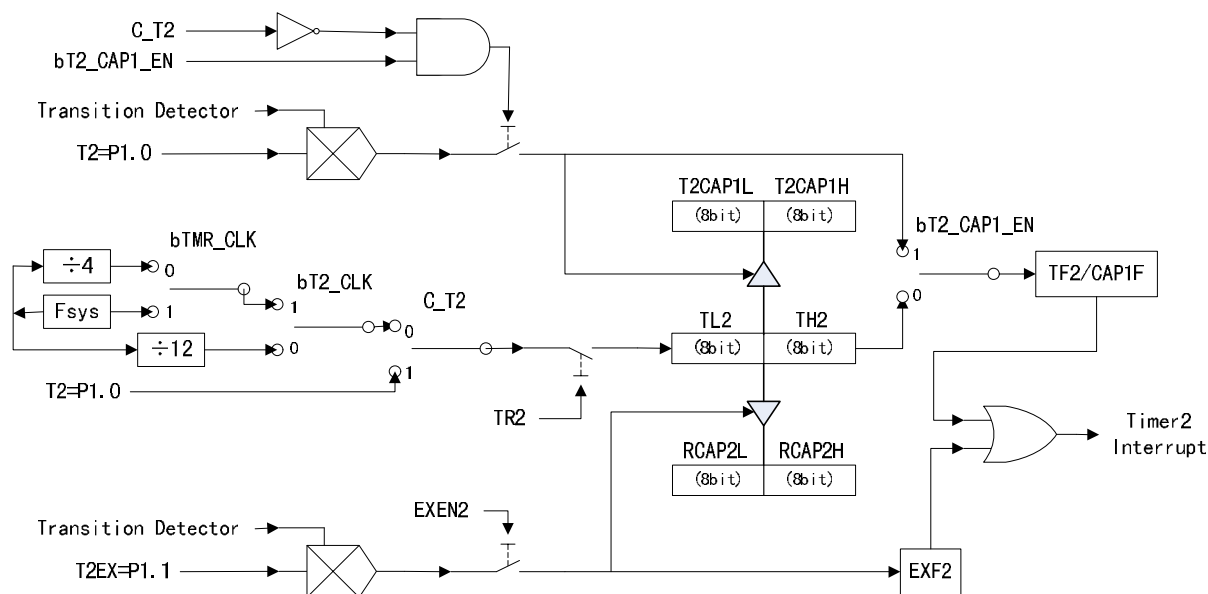 C_T2
bT2_CAP1_EN
Transition Detector
T2=P1.0
T2CAP1L T2CAP1H
(8bit) (8bit)
bT2_CAP1_EN
1
0
TF2/CAP1F
bTMR_CLK
÷4
0
Fsys
1
÷12
bT2_CLK
1
0
C_T2
0
1
T2=P1.0
TR2
TL2 TH2
(8bit) (8bit)
RCAP2L RCAP2H
(8bit) (8bit)
Timer2
Interrupt
EXEN2
Transition Detector
T2EX=P1.1
EXF2